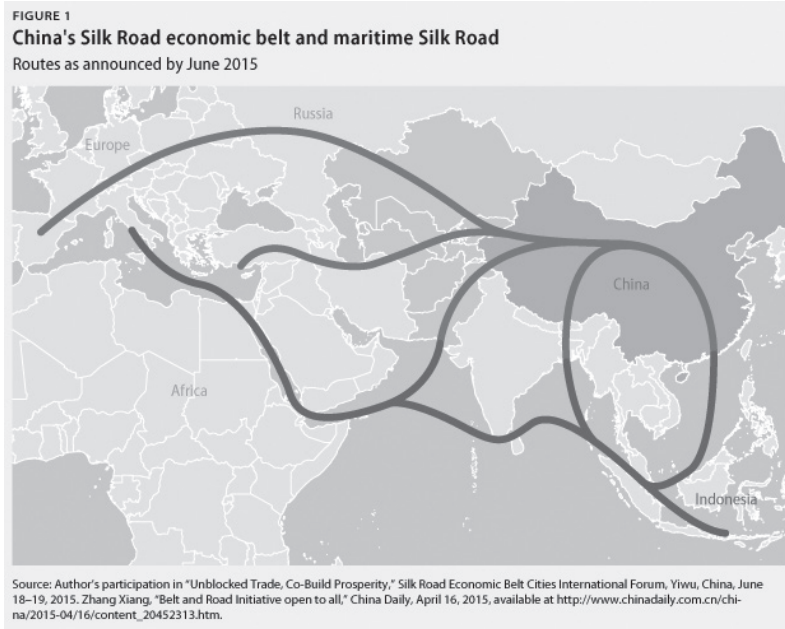 FIGURE 1
China's Silk Road economic belt and maritime Silk Road
Routes as announced by June 2015
Russia
Europe
China
Africa
Indonesia
Source: Author's participation in "Unblocked Trade, Co-Build Prosperity," Silk Road Economic Belt Cities International Forum, Yiwu, China, June
18–19, 2015. Zhang Xiang, "Belt and Road Initiative open to all," China Daily, April 16, 2015, available at http://www.chinadaily.com.cn/chi-
na/2015-04/16/content_20452313.htm.